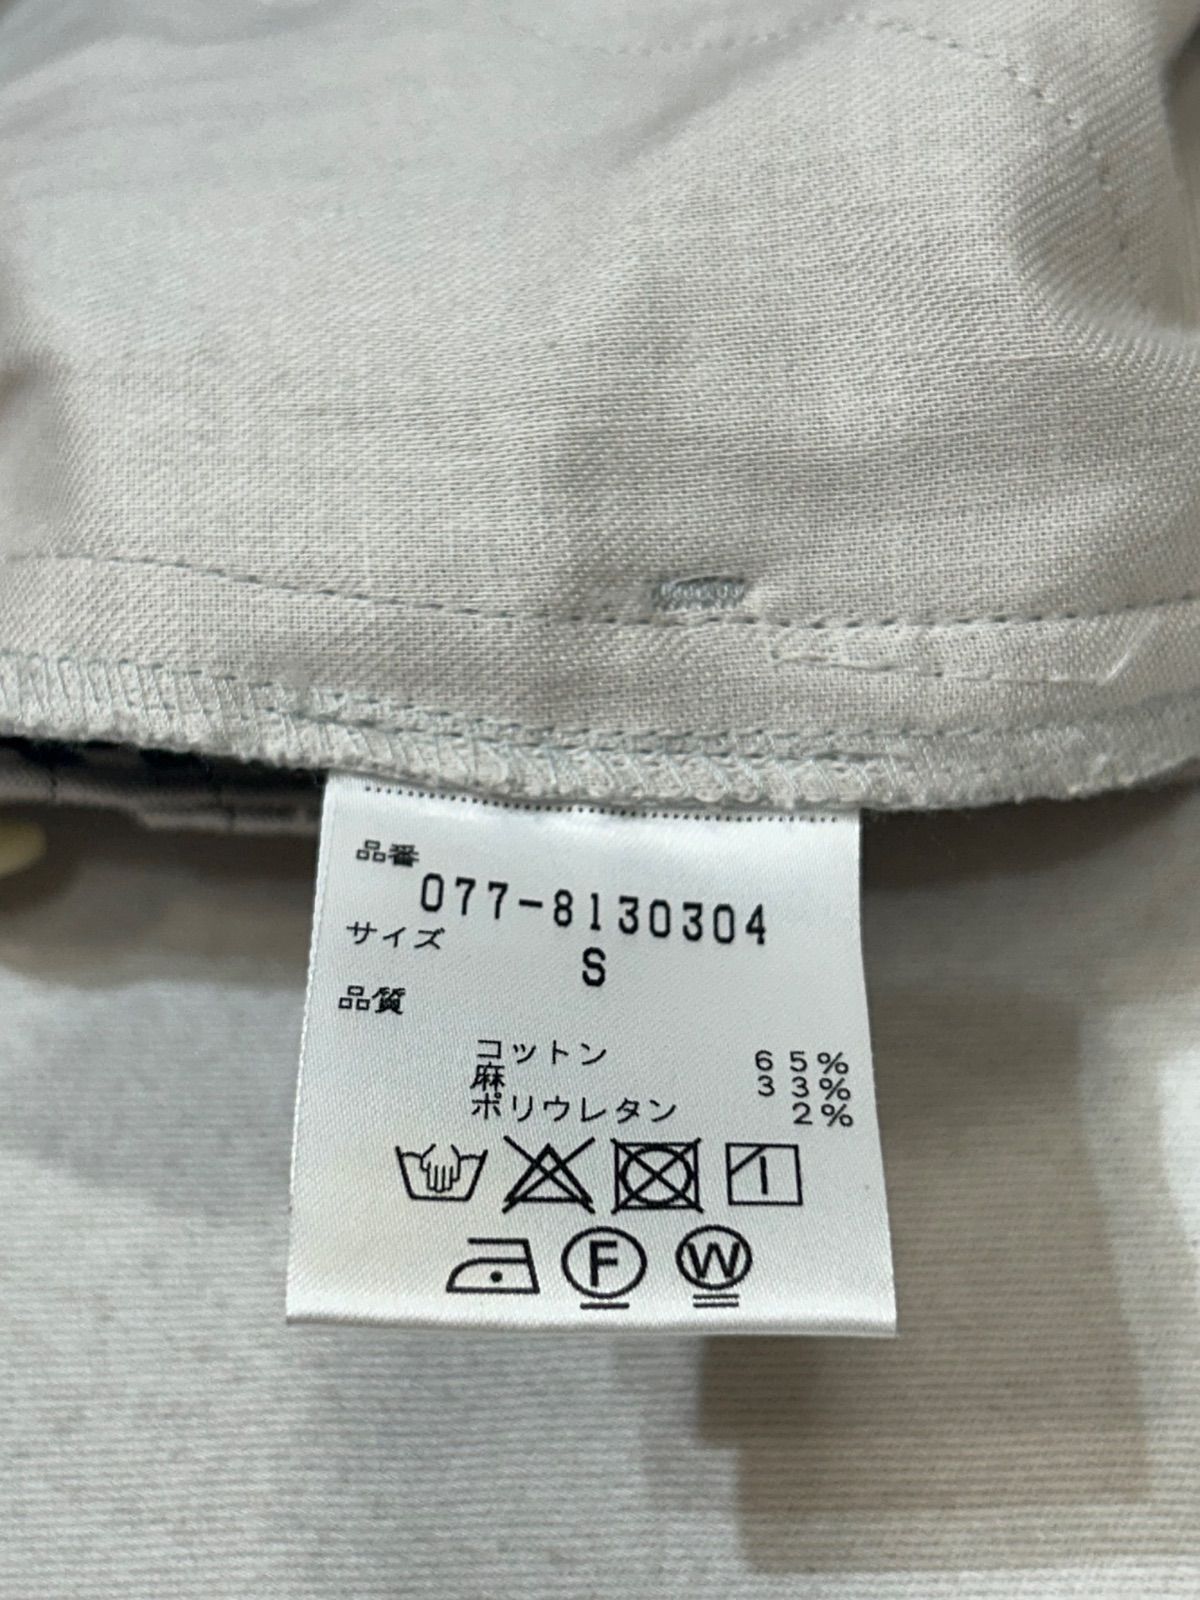 品番
077-8130304
サイズ
S
品質
コットン 65%
麻 33%
ポリウレタン 2%
F W